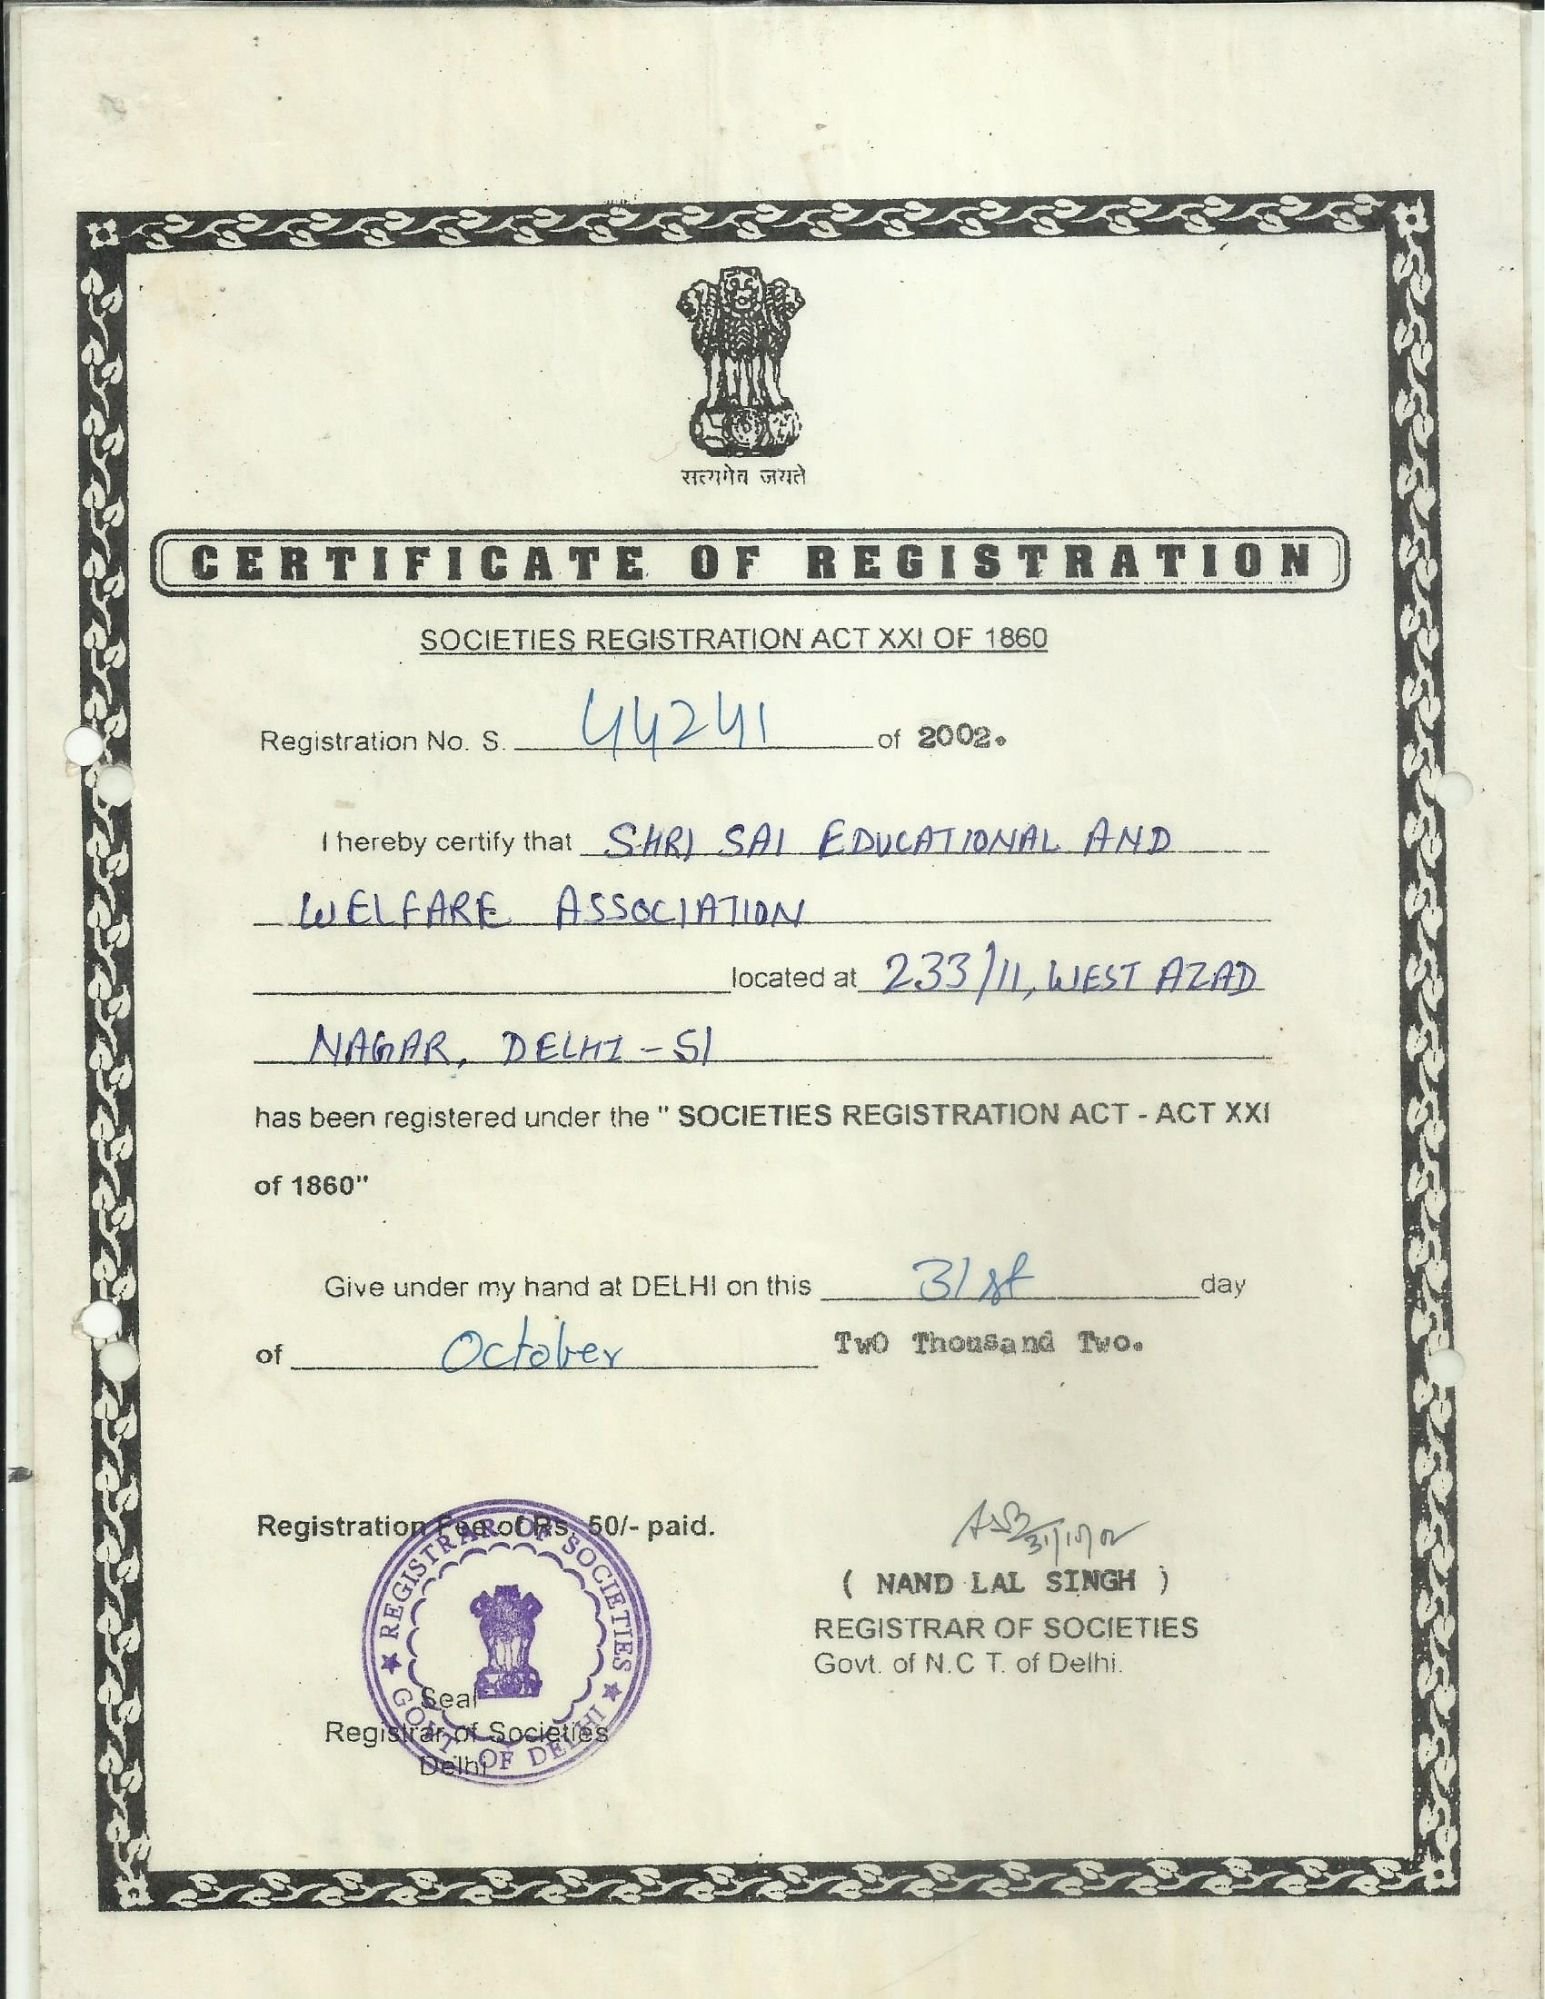 सत्यमेव जयते
CERTIFICATE OF REGISTRATION
SOCIETIES REGISTRATION ACT XXI OF 1860
Registration No. S. 44241 of 2002.
I hereby certify that SHRI SAI EDUCATIONAL AND
WELFARE ASSOCIATION
located at 233/11, WEST AZAD
NAGAR, DELHI - 51
has been registered under the " SOCIETIES REGISTRATION ACT - ACT XXI
of 1860"
Give under my hand at DELHI on this 31st day
of October Two Thousand Two.
Registration Fee of Rs. 50/- paid.
31/10/02
( NAND LAL SINGH )
REGISTRAR OF SOCIETIES
Govt. of N.C T. of Delhi.
REGISTRAR OF SOCIETIES
GOVT. OF DELHI
Seal
Registrar of Societies
Delhi